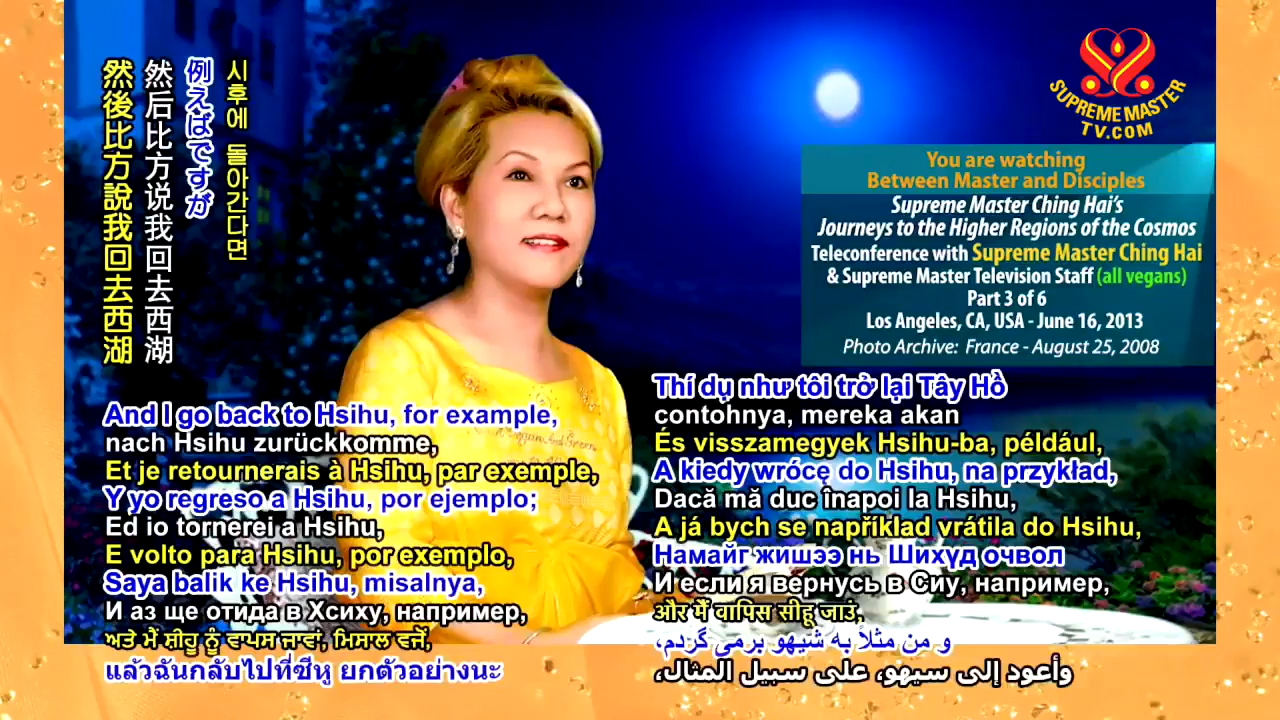 然後比方說我回去西湖
然后比方说我回去西湖
例えばですが
시후에 돌아간다면
SUPREME MASTER
TV.COM
You are watching
Between Master and Disciples
Supreme Master Ching Hai's
Journeys to the Higher Regions of the Cosmos
Teleconference with Supreme Master Ching Hai
& Supreme Master Television Staff (all vegans)
Part 3 of 6
Los Angeles, CA, USA - June 16, 2013
Photo Archive: France - August 25, 2008
And I go back to Hsihu, for example,
nach Hsihu zurückkomme,
Et je retournerais à Hsihu, par exemple,
Y yo regreso a Hsihu, por ejemplo;
Ed io tornerei a Hsihu,
E volto para Hsihu, por exemplo,
Saya balik ke Hsihu, misalnya,
И аз ще отида в Хсиху, например,
ਅਤੇ ਮੈਂ ਸ਼ੀਹੂ ਨੂੰ ਵਾਪਸ ਜਾਵਾਂ, ਮਿਸਾਲ ਵਜੋਂ,
แล้วฉันกลับไปที่ซีหู ยกตัวอย่างนะ
Thí dụ như tôi trở lại Tây Hồ
contohnya, mereka akan
És visszamegyek Hsihu-ba, például,
A kiedy wrócę do Hsihu, na przykład,
Dacă mă duc înapoi la Hsihu,
A já bych se například vrátila do Hsihu,
Намайг жишээ нь Шихүд очвол
И если я вернусь в Сиу, например,
और मैं वापिस सीहू जाउं,
و من مثلاً به شیهو برمی گردم،
وأعود إلى سيهو، على سبيل المثال،